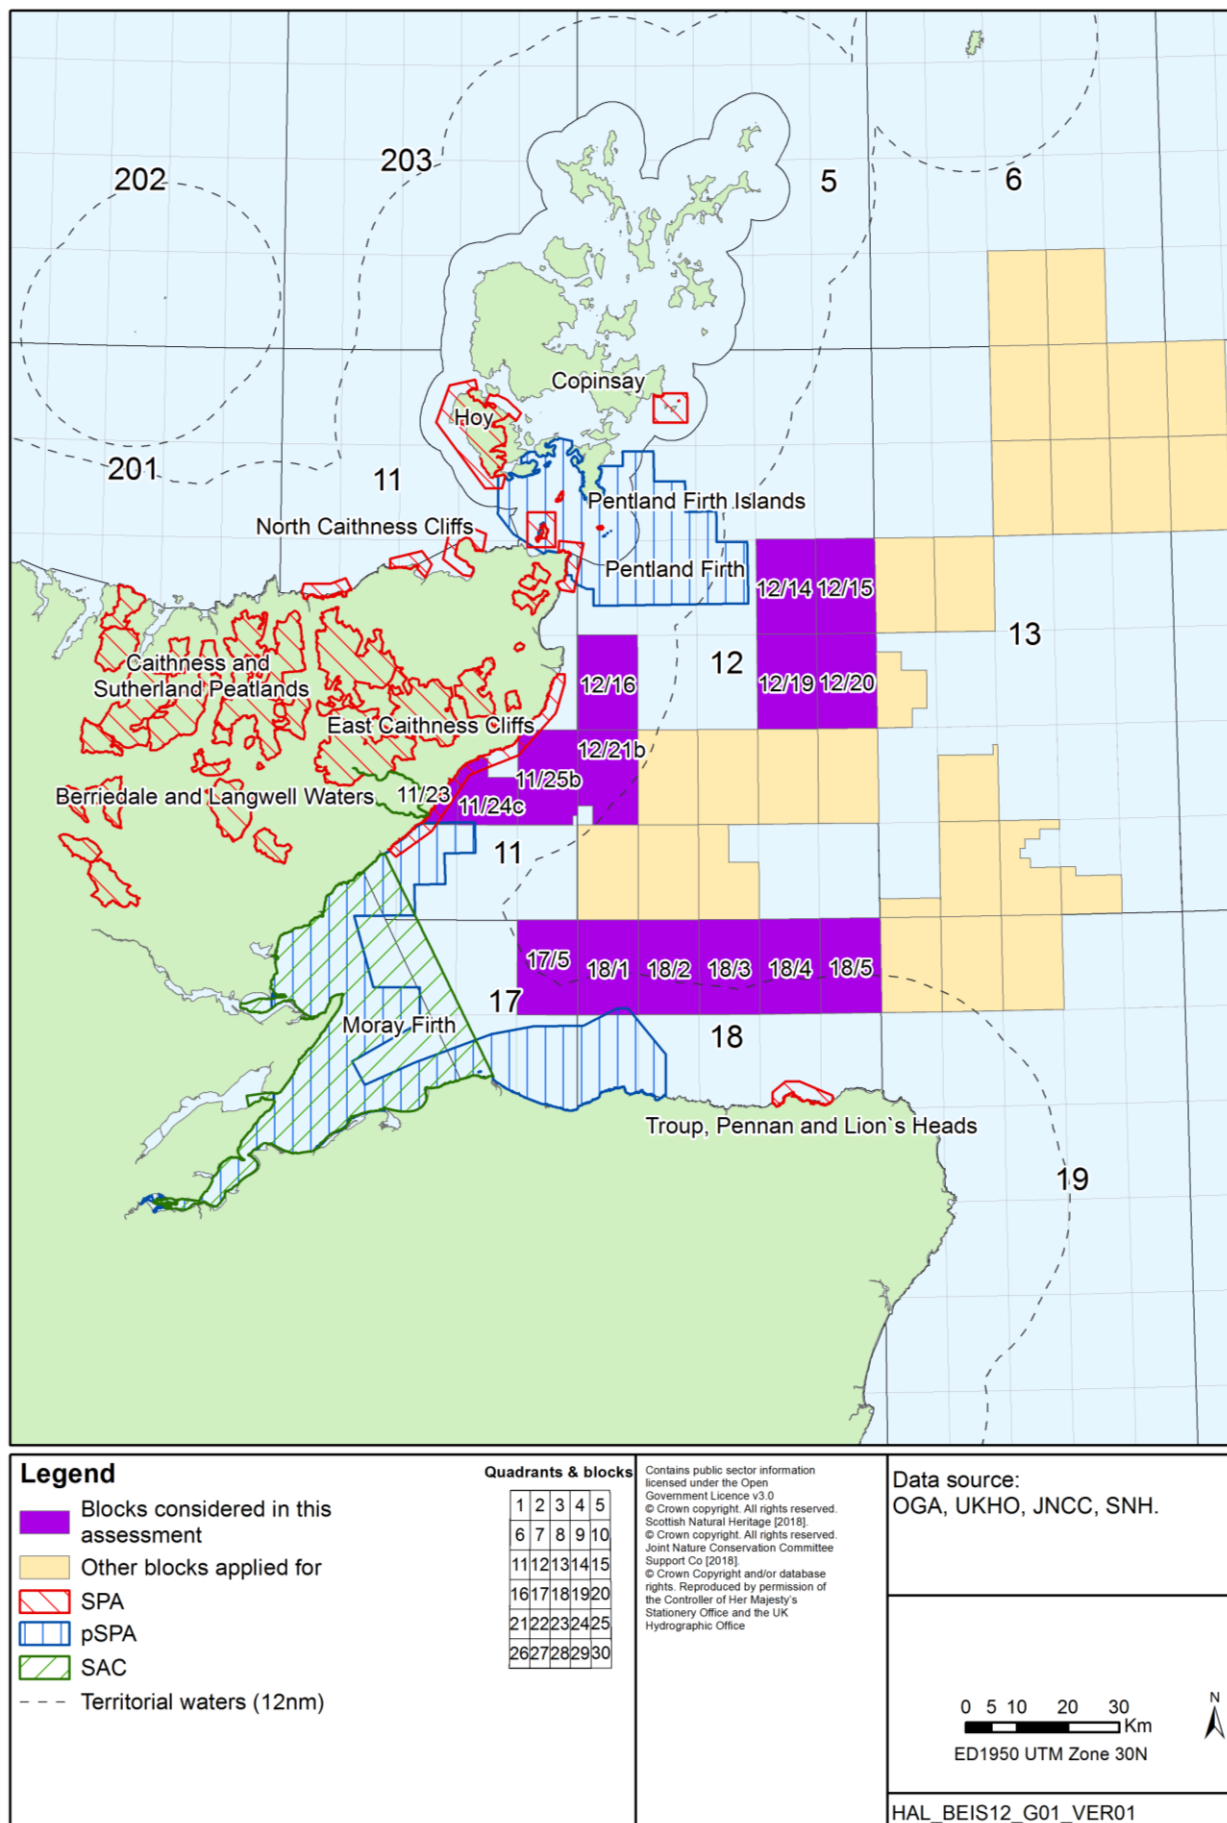 202
203
5
6
Copinsay
Hoy
201
11
Pentland Firth Islands
North Caithness Cliffs
Pentland Firth
12/14
12/15
13
12
Caithness and
Sutherland Peatlands
12/16
12/19
12/20
East Caithness Cliffs
12/21b
11/25b
Berriedale and Langwell Waters
11/23
11/24c
11
17/5
18/1
18/2
18/3
18/4
18/5
17
Moray Firth
18
Troup, Pennan and Lion`s Heads
19
Legend
Blocks considered in this
assessment
Other blocks applied for
SPA
pSPA
SAC
Territorial waters (12nm)
Quadrants & blocks
1 2 3 4 5
6 7 8 9 10
11 12 13 14 15
16 17 18 19 20
21 22 23 24 25
26 27 28 29 30
Contains public sector information
licensed under the Open
Government Licence v3.0
© Crown copyright. All rights reserved.
Scottish Natural Heritage [2018].
© Crown copyright. All rights reserved.
Joint Nature Conservation Committee
Support Co [2018].
© Crown Copyright and/or database
rights. Reproduced by permission of
the Controller of Her Majesty's
Stationery Office and the UK
Hydrographic Office
Data source:
OGA, UKHO, JNCC, SNH.
0 5 10 20 30
Km
N
ED1950 UTM Zone 30N
HAL_BEIS12_G01_VER01